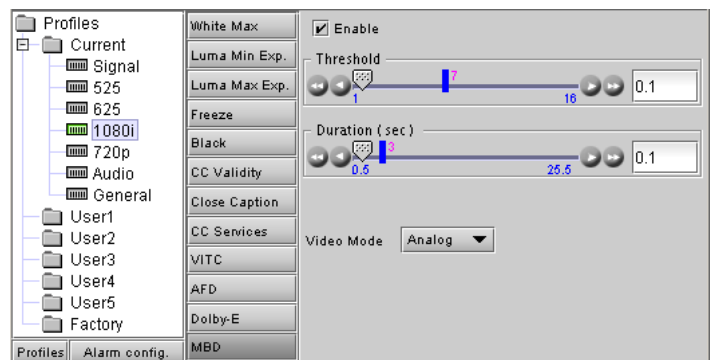 Profiles
Current
Signal
525
625
1080i
720p
Audio
General
User1
User2
User3
User4
User5
Factory
Profiles
Alarm config.
White Max
Luma Min Exp.
Luma Max Exp.
Freeze
Black
CC Validity
Close Caption
CC Services
VITC
AFD
Dolby-E
MBD
Enable
Threshold
7
1
16
0.1
Duration (sec)
3
0.5
25.5
0.1
Video Mode
Analog